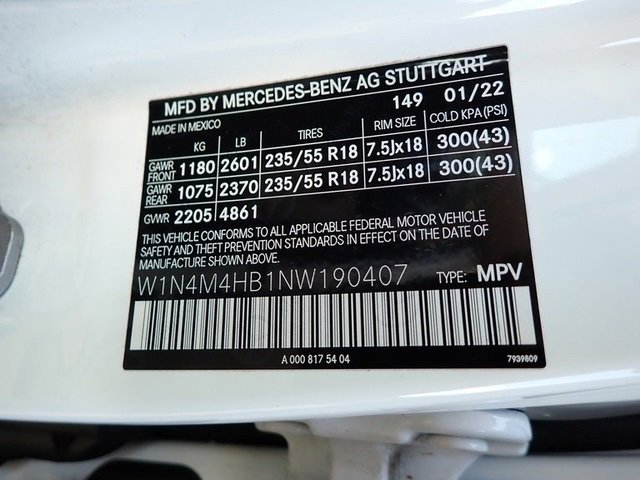 MFD BY MERCEDES-BENZ AG STUTTGART
MADE IN MEXICO 149 01/22
KG LB TIRES RIM SIZE COLD KPA (PSI)
GAWR FRONT 1180 2601 235/55 R18 7.5Jx18 300(43)
GAWR REAR 1075 2370 235/55 R18 7.5Jx18 300(43)
GVWR 2205 4861
THIS VEHICLE CONFORMS TO ALL APPLICABLE FEDERAL MOTOR VEHICLE
SAFETY AND THEFT PREVENTION STANDARDS IN EFFECT ON THE DATE
OF MANUFACTURE SHOWN ABOVE.
W1N4M4HB1NW190407 TYPE: MPV
A 000 817 54 04 7939809